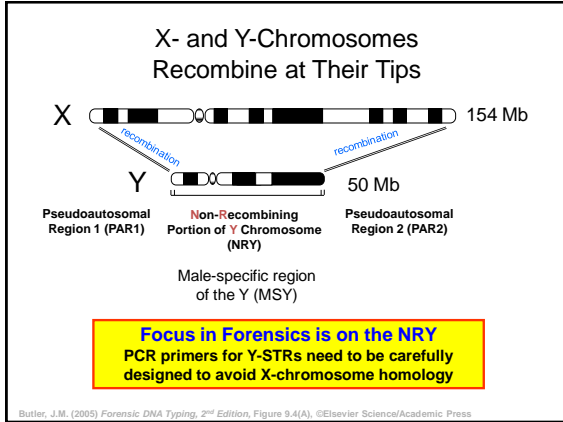 X- and Y-Chromosomes
Recombine at Their Tips
X
154 Mb
recombination
recombination
Y
50 Mb
Pseudoautosomal
Region 1 (PAR1)
Non-Recombining
Portion of Y Chromosome
(NRY)
Pseudoautosomal
Region 2 (PAR2)
Male-specific region
of the Y (MSY)
Focus in Forensics is on the NRY
PCR primers for Y-STRs need to be carefully
designed to avoid X-chromosome homology
Butler, J.M. (2005) Forensic DNA Typing, 2nd Edition, Figure 9.4(A), ©Elsevier Science/Academic Press